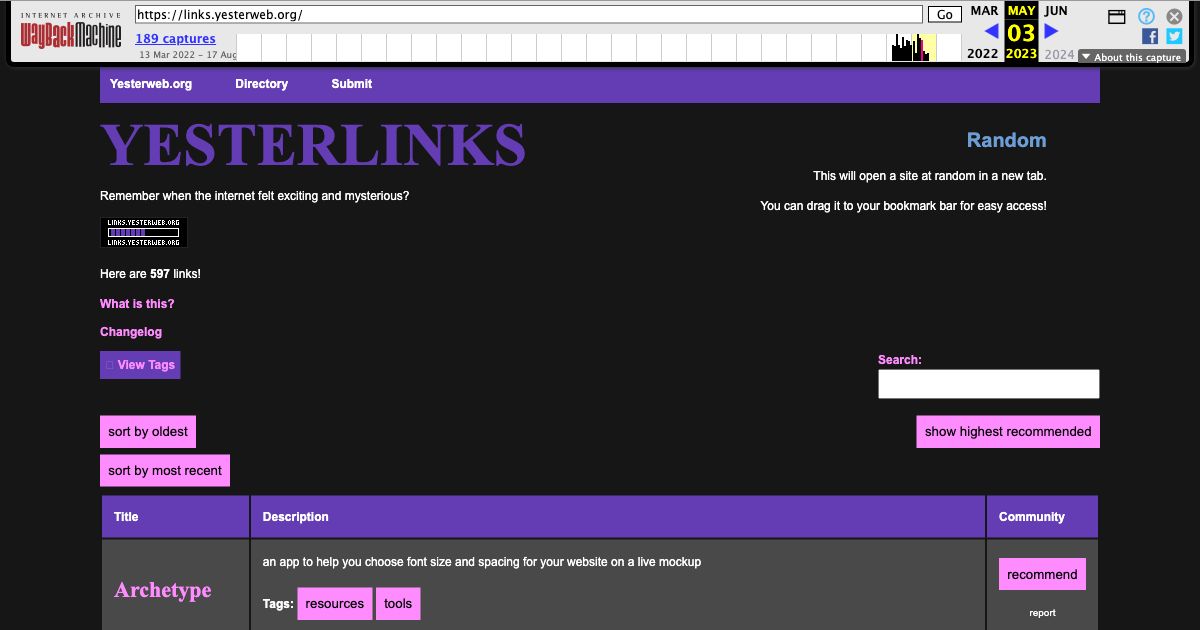 INTERNET ARCHIVE
WayBackMachine
https://links.yesterweb.org/
Go
189 captures
13 Mar 2022 – 17 Aug
MAR MAY JUN
03
2022 2023 2024
About this capture
Yesterweb.org Directory Submit
YESTERLINKS
Random
This will open a site at random in a new tab.
Remember when the internet felt exciting and mysterious?
You can drag it to your bookmark bar for easy access!
LINKS.YESTERWEB.ORG
LINKS.YESTERWEB.ORG
Here are 597 links!
What is this?
Changelog
View Tags
Search:
sort by oldest
show highest recommended
sort by most recent
Title Description Community
Archetype
an app to help you choose font size and spacing for your website on a live mockup
Tags: resources tools
recommend
report